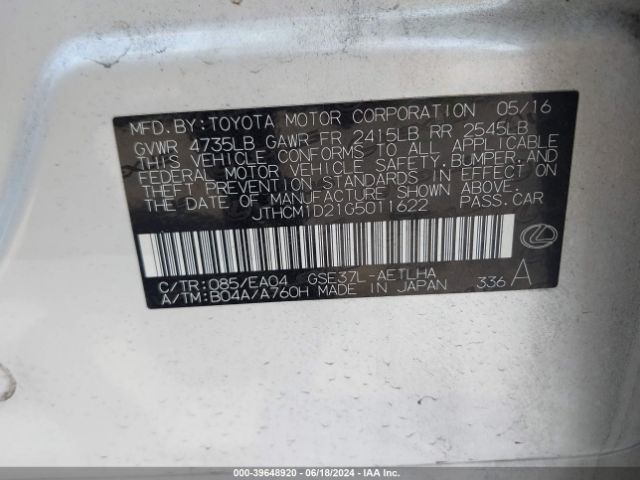 MFD. BY: TOYOTA MOTOR CORPORATION 05/16
GVWR 4735LB GAWR FR 2415LB RR 2545LB
THIS VEHICLE CONFORMS TO ALL APPLICABLE
FEDERAL MOTOR VEHICLE SAFETY, BUMPER, AND
THEFT PREVENTION STANDARDS IN EFFECT ON
THE DATE OF MANUFACTURE SHOWN ABOVE.
JTHCM1D21G5011622 PASS.CAR
C/TR: 085/EA04 GSE37L-AETLHA
A/TM: B04A/A760H MADE IN JAPAN 336 A
000-39648920 / 06/18/2024 / IAA Inc.